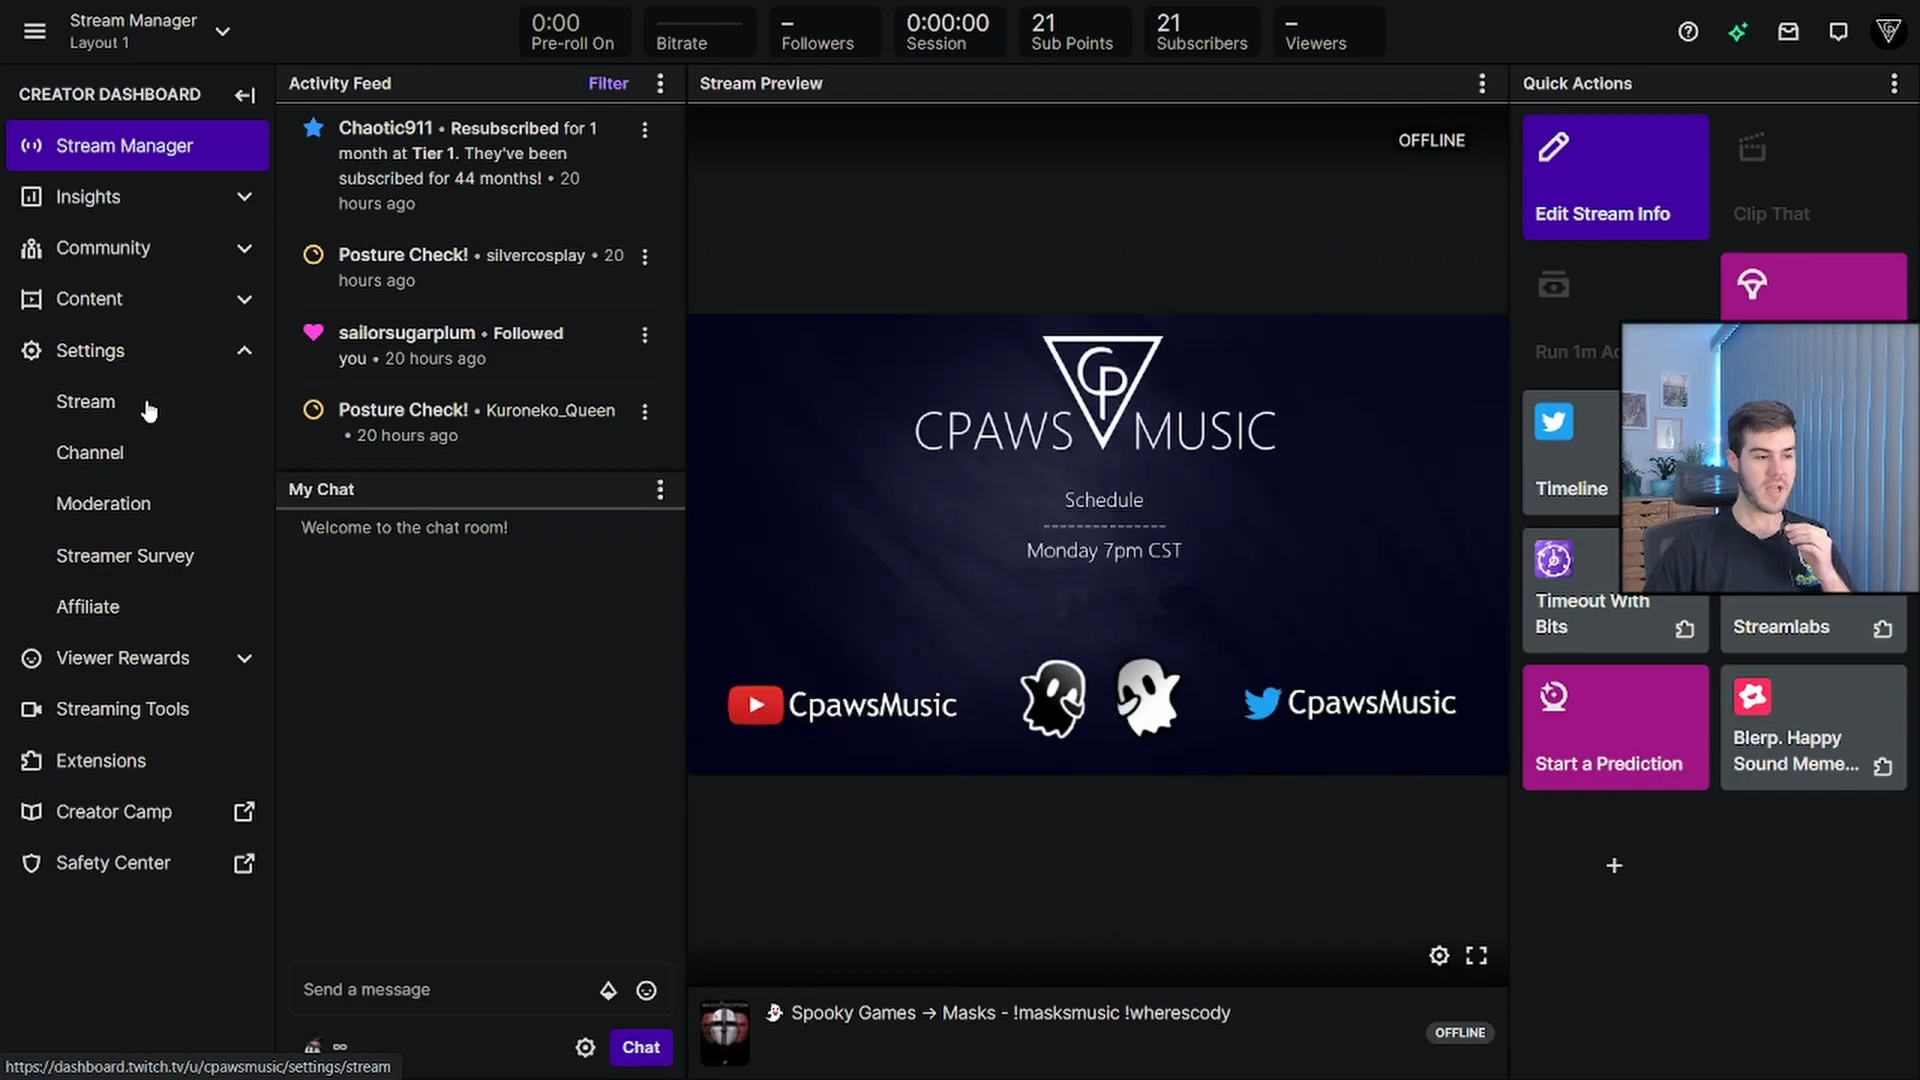 Stream Manager
Layout 1
0:00
Pre-roll On
Bitrate
–
Followers
0:00:00
Session
21
Sub Points
21
Subscribers
–
Viewers
CREATOR DASHBOARD
Stream Manager
Insights
Community
Content
Settings
Stream
Channel
Moderation
Streamer Survey
Affiliate
Viewer Rewards
Streaming Tools
Extensions
Creator Camp
Safety Center
https://dashboard.twitch.tv/u/cpawsmusic/settings/stream
Activity Feed
Filter
Chaotic911 • Resubscribed for 1
month at Tier 1. They've been
subscribed for 44 months! • 20
hours ago
Posture Check! • silvercosplay • 20
hours ago
sailorsugarplum • Followed
you • 20 hours ago
Posture Check! • Kuroneko_Queen
• 20 hours ago
My Chat
Welcome to the chat room!
Send a message
Chat
Stream Preview
OFFLINE
CP
CPAWS MUSIC
Schedule
---------------
Monday 7pm CST
CpawsMusic
CpawsMusic
Spooky Games → Masks - !masksmusic !wherescody
OFFLINE
Quick Actions
Edit Stream Info
Clip That
Run 1m
Timeline
Timeout With
Bits
Streamlabs
Start a Prediction
Blerp. Happy
Sound Meme...